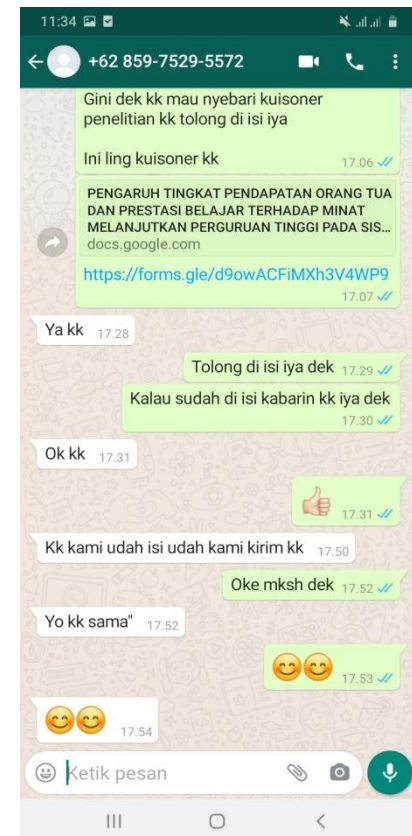 11:34
+62 859-7529-5572
Gini dek kk mau nyebari kuisoner
penelitian kk tolong di isi iya
Ini ling kuisoner kk
17.06
PENGARUH TINGKAT PENDAPATAN ORANG TUA
DAN PRESTASI BELAJAR TERHADAP MINAT
MELANJUTKAN PERGURUAN TINGGI PADA SIS...
docs.google.com
https://forms.gle/d9owACFiMXh3V4WP9
17.07
Ya kk 17.28
Tolong di isi iya dek 17.29
Kalau sudah di isi kabarin kk iya dek
17.30
Ok kk 17.31
👍🏻 17.31
Kk kami udah isi udah kami kirim kk 17.50
Oke mksh dek 17.52
Yo kk sama" 17.52
😊😊 17.53
😊😊 17.54
Ketik pesan